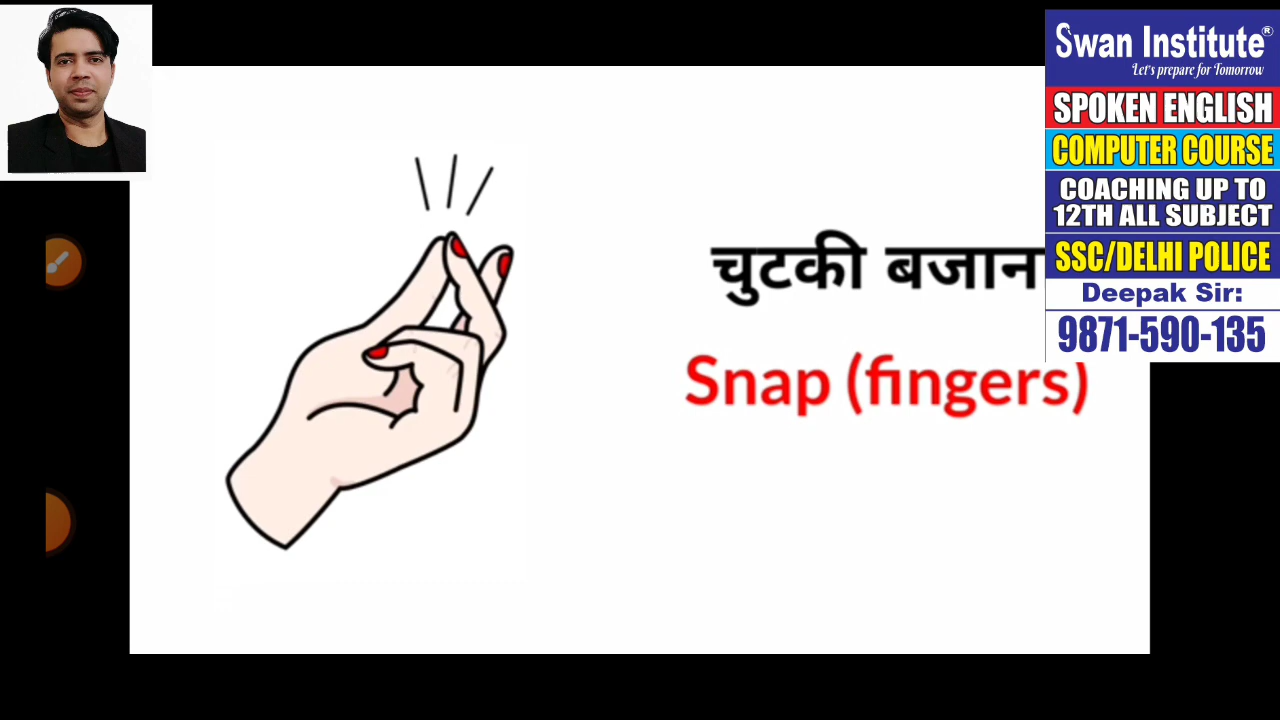 Swan Institute®
Let's prepare for Tomorrow
SPOKEN ENGLISH
COMPUTER COURSE
COACHING UP TO
12TH ALL SUBJECT
SSC/DELHI POLICE
Deepak Sir:
9871-590-135
चुटकी बजाना
Snap (fingers)